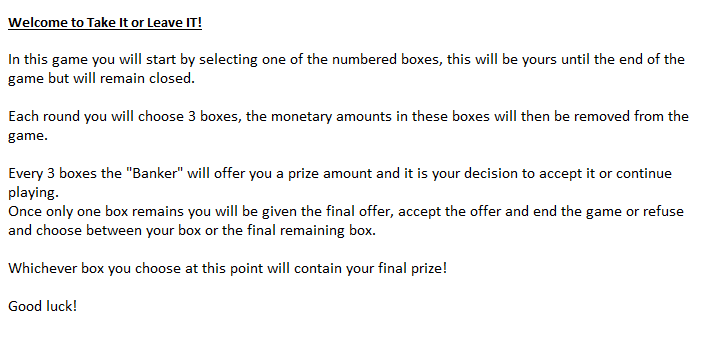 Welcome to Take It or Leave IT!
In this game you will start by selecting one of the numbered boxes, this will be yours until the end of the
game but will remain closed.
Each round you will choose 3 boxes, the monetary amounts in these boxes will then be removed from the
game.
Every 3 boxes the "Banker" will offer you a prize amount and it is your decision to accept it or continue
playing.
Once only one box remains you will be given the final offer, accept the offer and end the game or refuse
and choose between your box or the final remaining box.
Whichever box you choose at this point will contain your final prize!
Good luck!